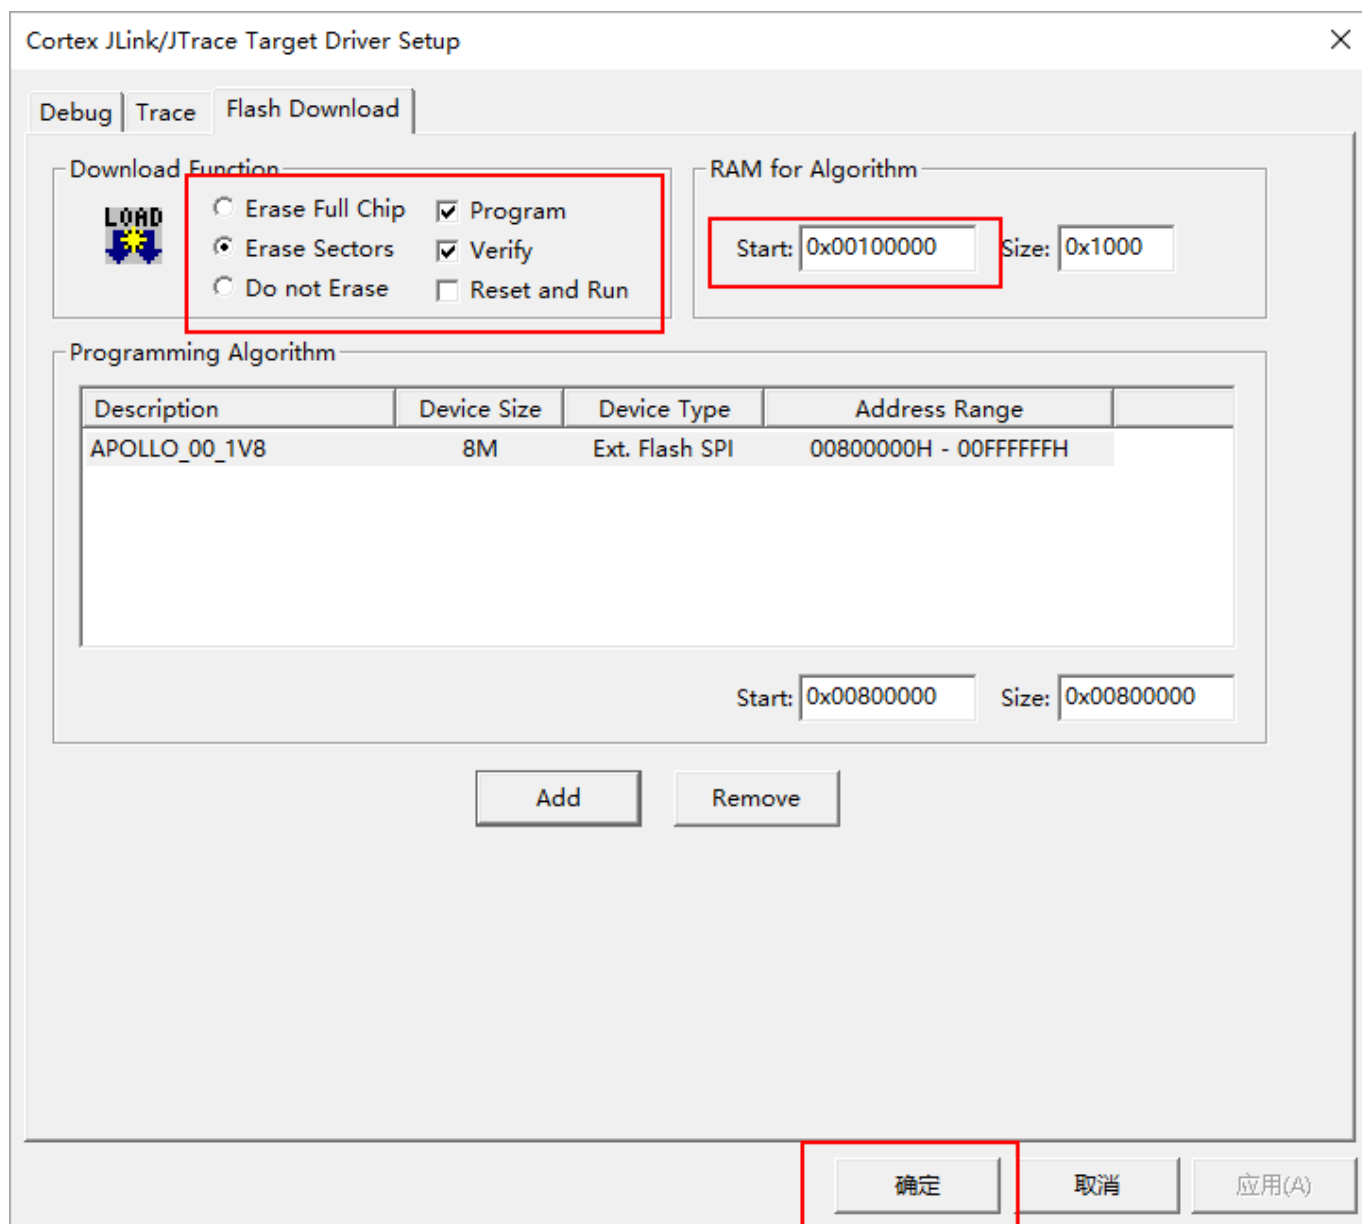 Cortex JLink/JTrace Target Driver Setup
Debug Trace Flash Download
Download Function
LOAD
Erase Full Chip Program
Erase Sectors Verify
Do not Erase Reset and Run
RAM for Algorithm
Start: 0x00100000 Size: 0x1000
Programming Algorithm
Description Device Size Device Type Address Range
APOLLO_00_1V8 8M Ext. Flash SPI 00800000H - 00FFFFFFH
Start: 0x00800000 Size: 0x00800000
Add Remove
确定 取消 应用(A)